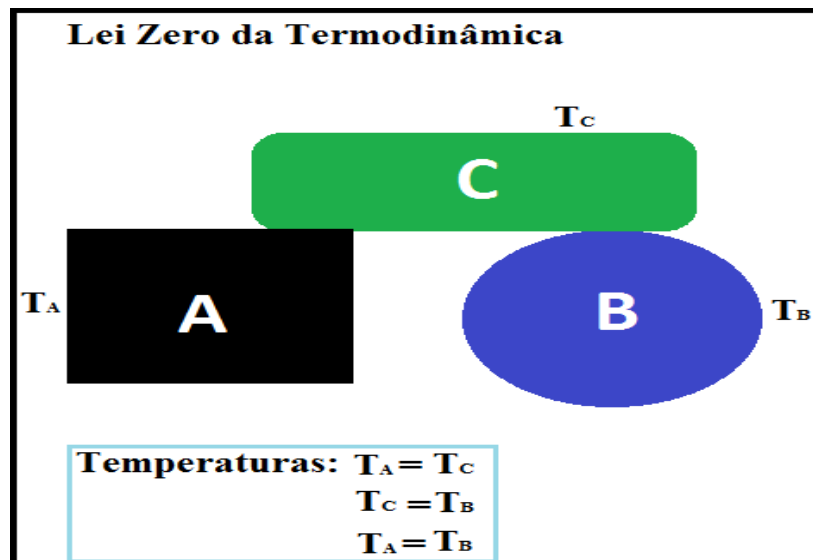 Lei Zero da Termodinâmica
Tc
C
TA
A
B
TB
Temperaturas: TA = Tc
Tc = TB
TA = TB